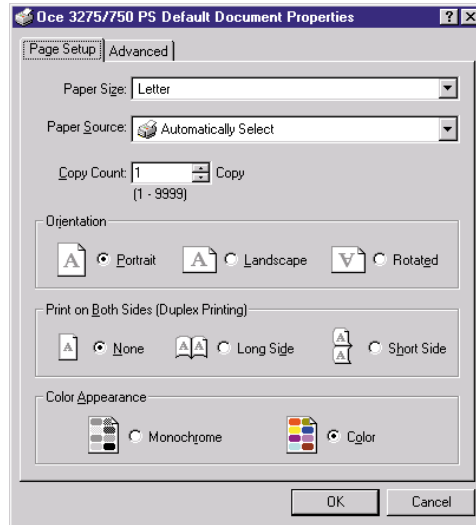 Oce 3275/750 PS Default Document Properties
Page Setup Advanced
Paper Size: Letter
Paper Source: Automatically Select
Copy Count: 1 Copy
(1 - 9999)
Orientation
A Portrait A Landscape A Rotated
Print on Both Sides (Duplex Printing)
A None A A Long Side A A Short Side
Color Appearance
Monochrome Color
OK Cancel